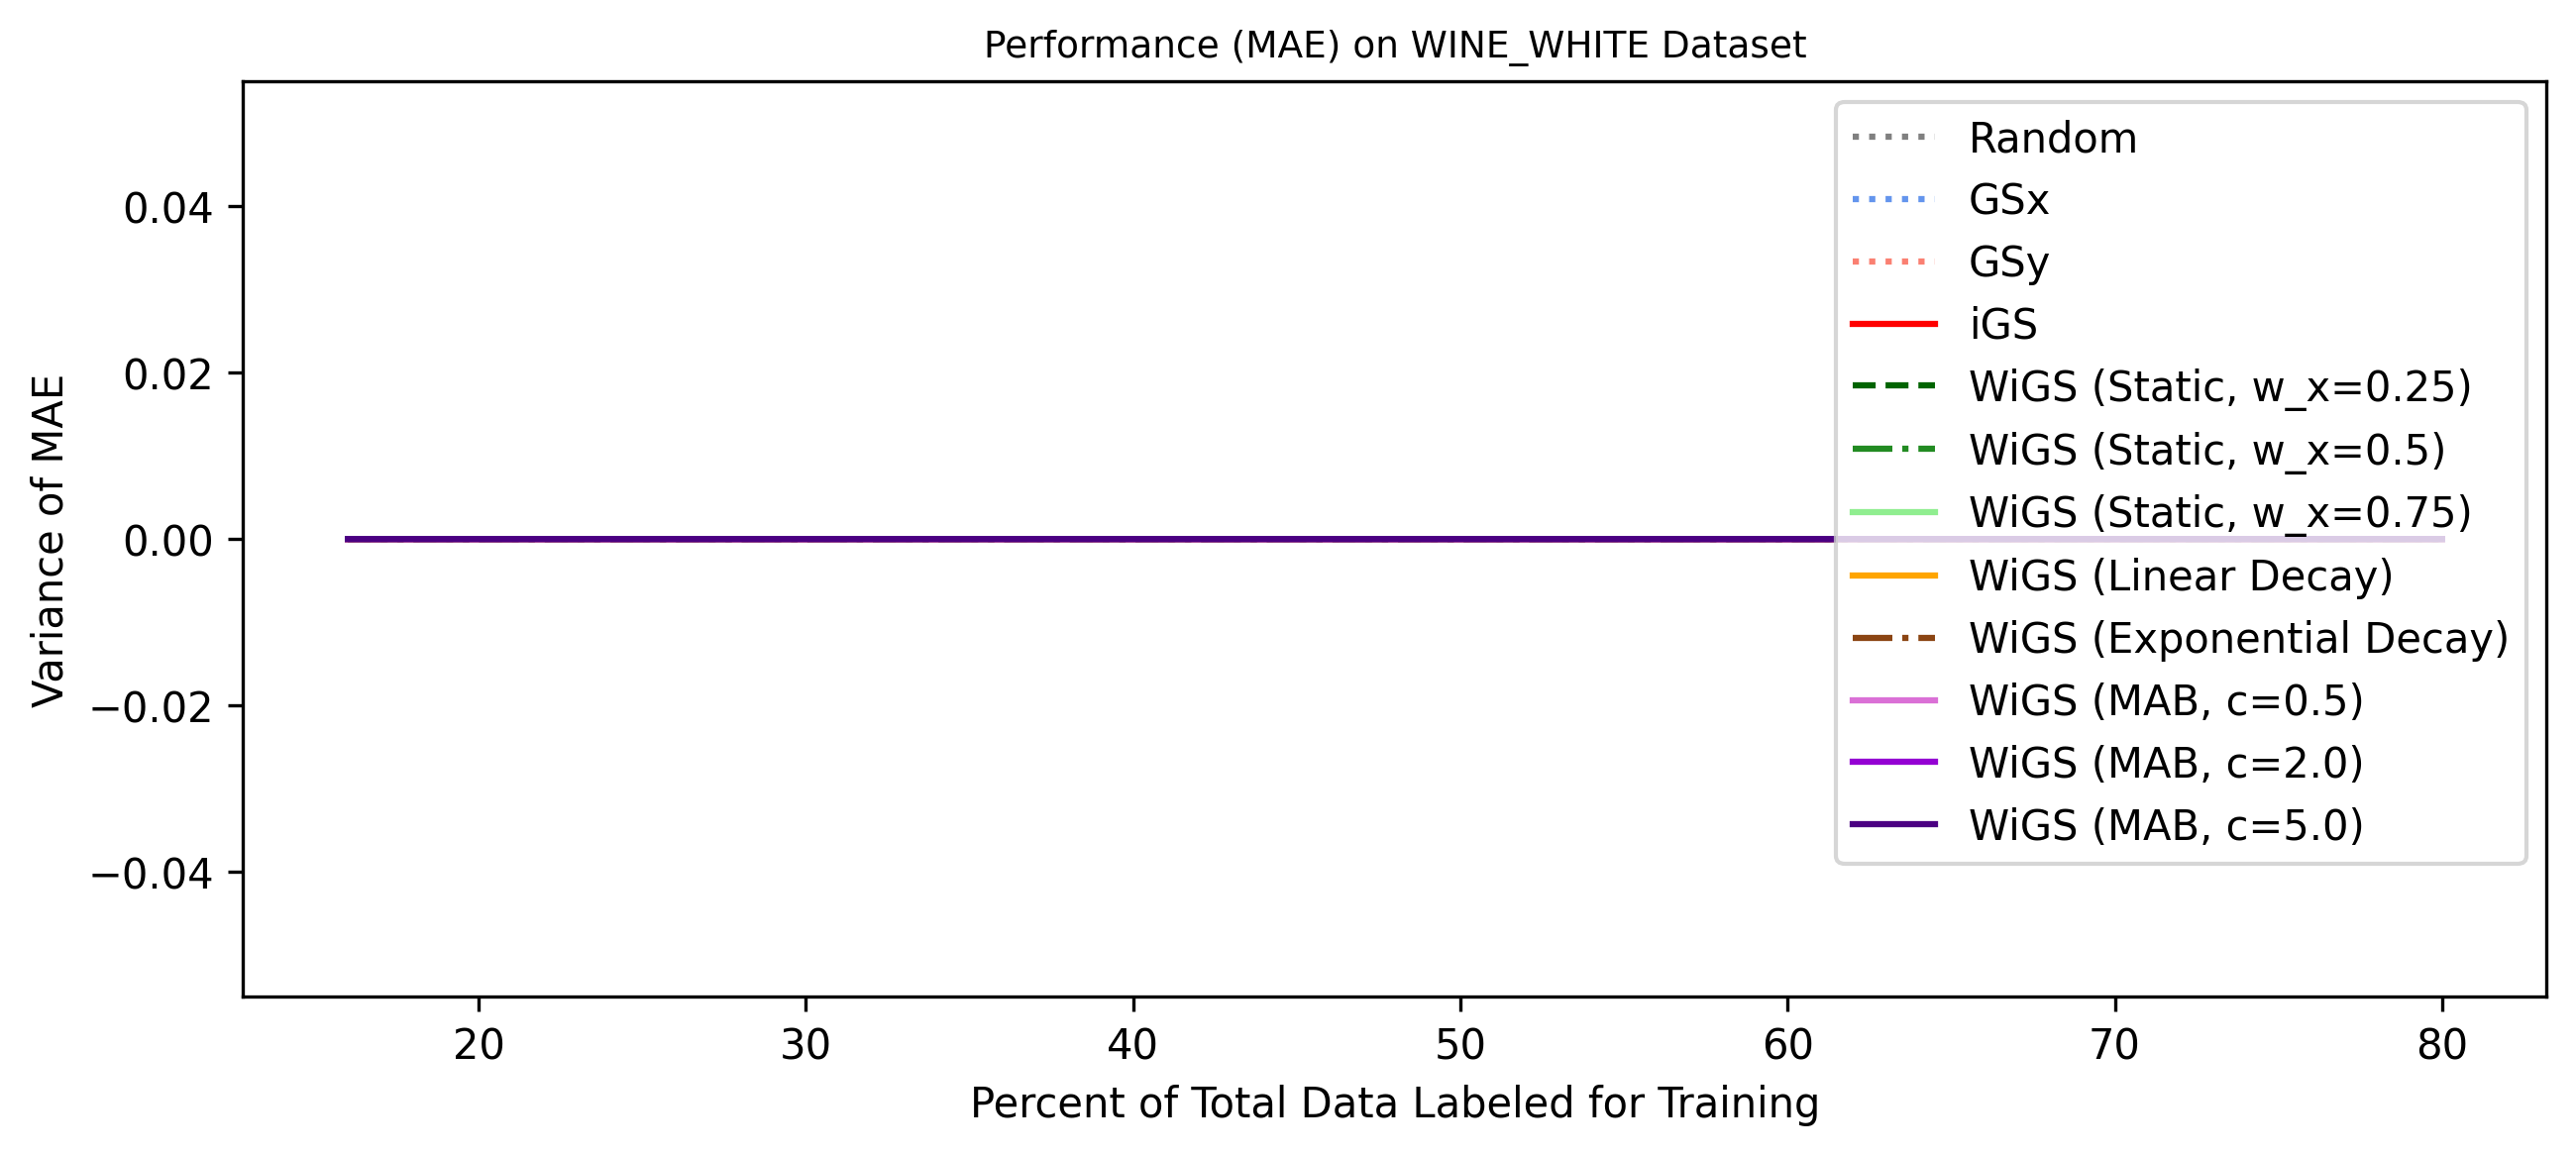 Performance (MAE) on WINE_WHITE Dataset
Variance of MAE
0.04
0.02
0.00
−0.02
−0.04
Random
GSx
GSy
iGS
WiGS (Static, w_x=0.25)
WiGS (Static, w_x=0.5)
WiGS (Static, w_x=0.75)
WiGS (Linear Decay)
WiGS (Exponential Decay)
WiGS (MAB, c=0.5)
WiGS (MAB, c=2.0)
WiGS (MAB, c=5.0)
20 30 40 50 60 70 80
Percent of Total Data Labeled for Training